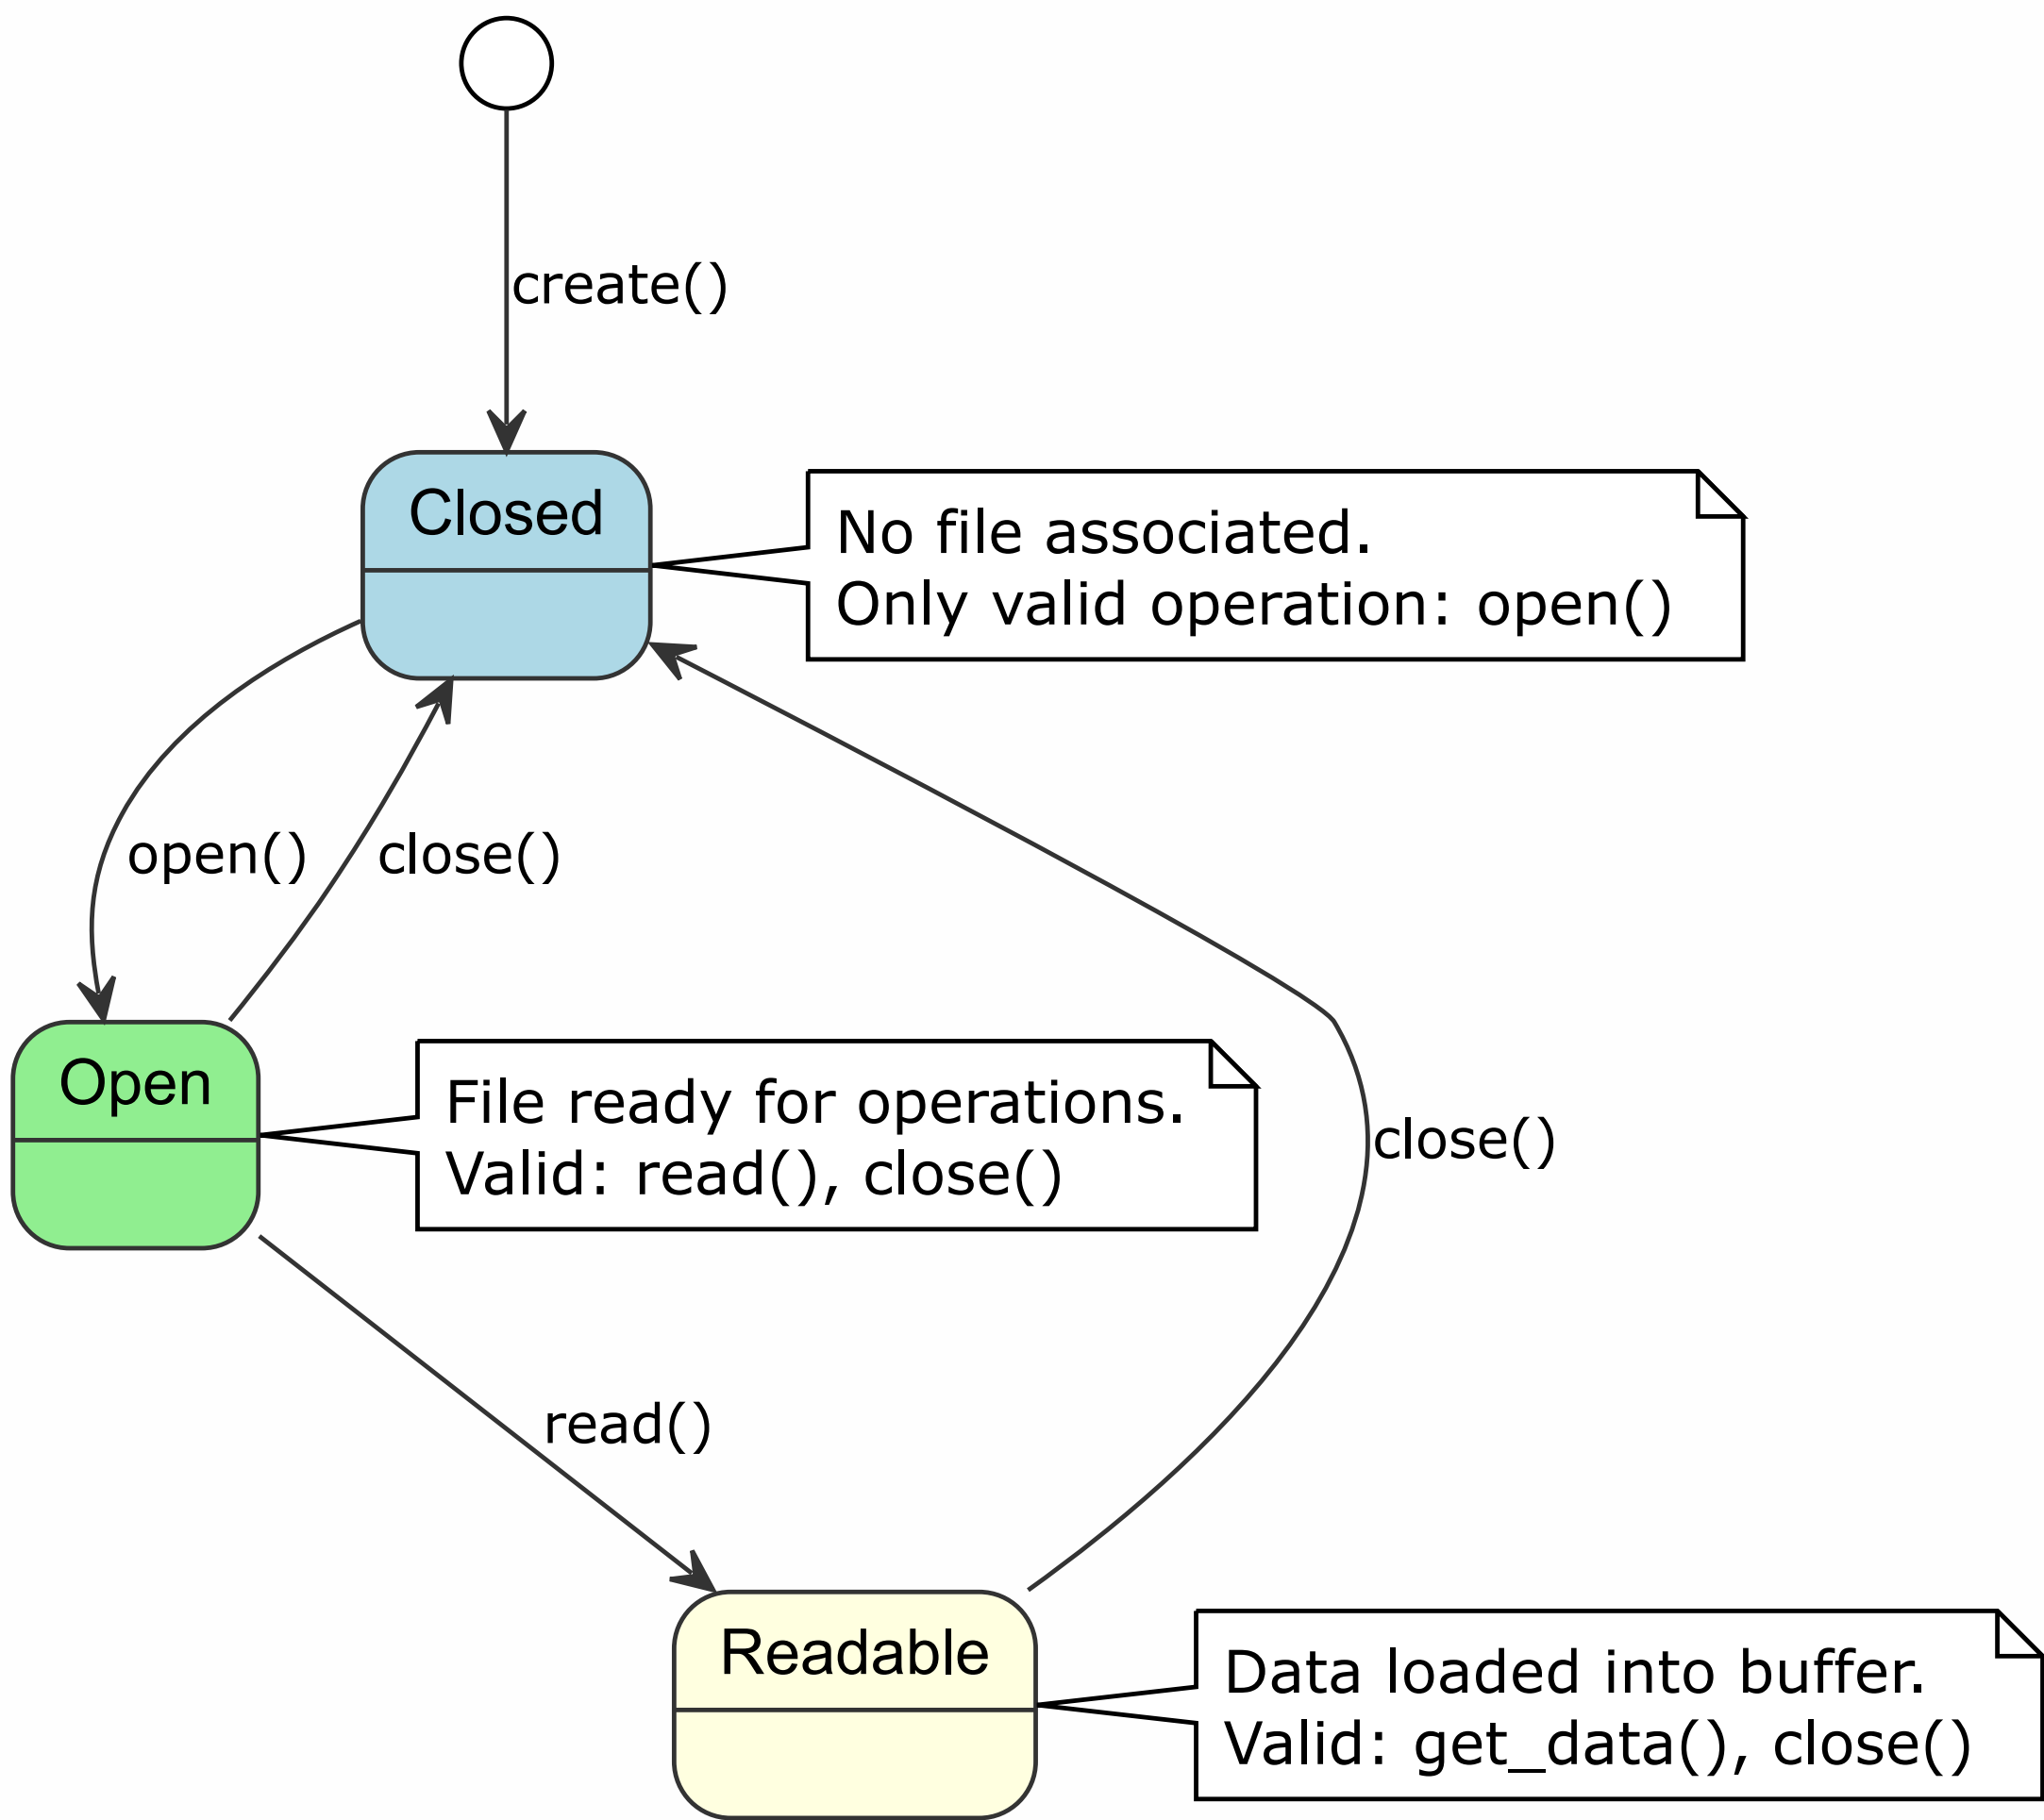 create()
Closed
No file associated.
Only valid operation: open()
open()
close()
Open
File ready for operations.
Valid: read(), close()
close()
read()
Readable
Data loaded into buffer.
Valid: get_data(), close()